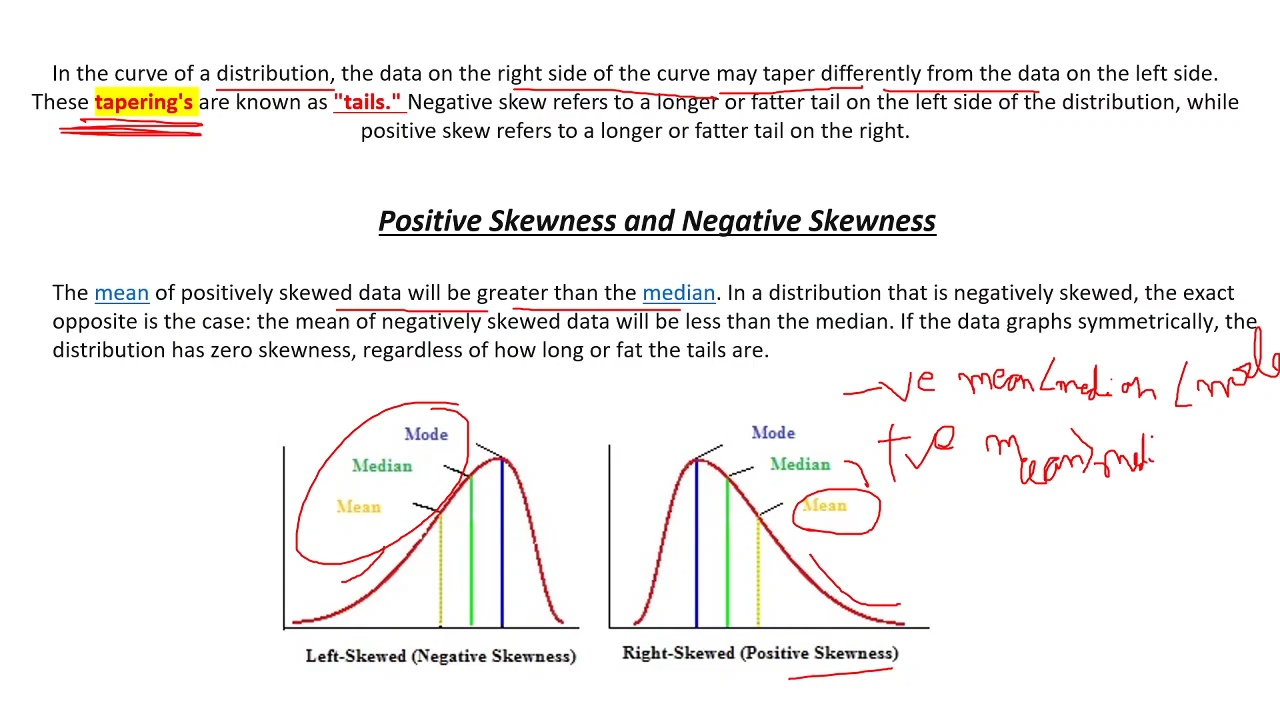 In the curve of a distribution, the data on the right side of the curve may taper differently from the data on the left side.
These tapering's are known as "tails." Negative skew refers to a longer or fatter tail on the left side of the distribution, while
positive skew refers to a longer or fatter tail on the right.
Positive Skewness and Negative Skewness
The mean of positively skewed data will be greater than the median. In a distribution that is negatively skewed, the exact
opposite is the case: the mean of negatively skewed data will be less than the median. If the data graphs symmetrically, the
distribution has zero skewness, regardless of how long or fat the tails are.
-ve mean < median < mode
+ve mean > medi
Mode
Median
Mean
Left-Skewed (Negative Skewness)
Mode
Median
Mean
Right-Skewed (Positive Skewness)